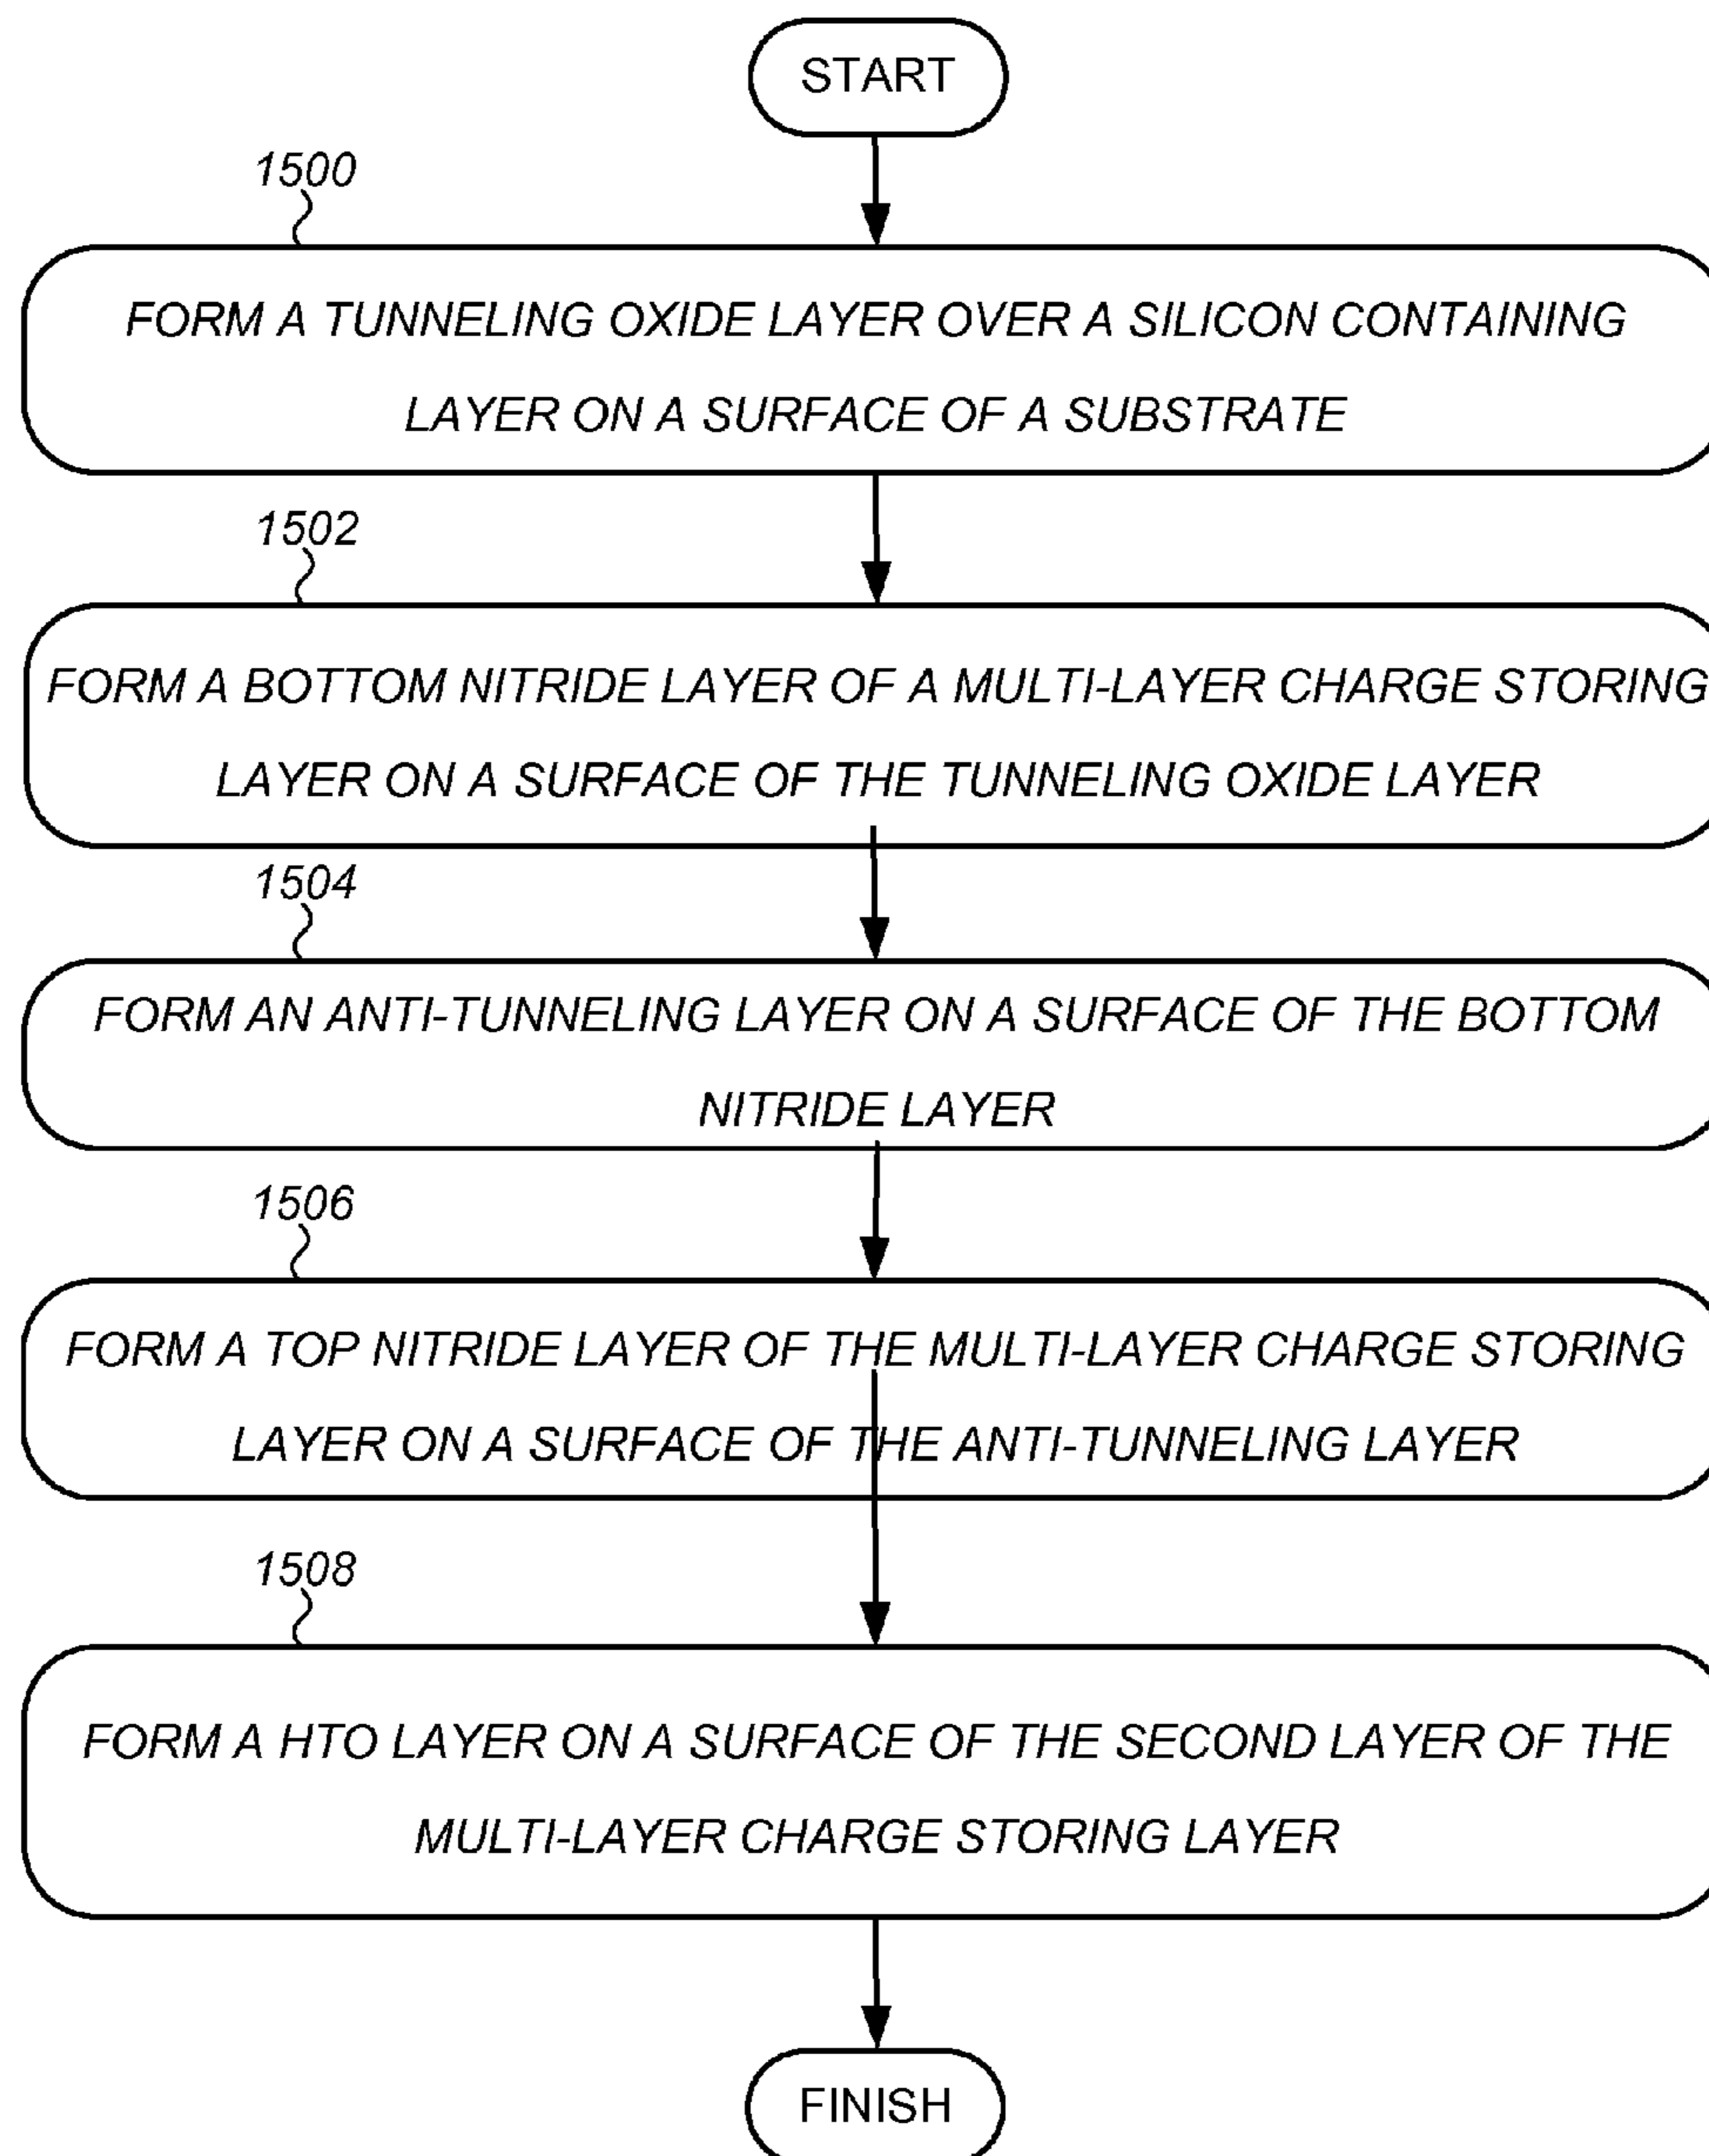 START
1500
FORM A TUNNELING OXIDE LAYER OVER A SILICON CONTAINING
LAYER ON A SURFACE OF A SUBSTRATE
1502
FORM A BOTTOM NITRIDE LAYER OF A MULTI-LAYER CHARGE STORING
LAYER ON A SURFACE OF THE TUNNELING OXIDE LAYER
1504
FORM AN ANTI-TUNNELING LAYER ON A SURFACE OF THE BOTTOM
NITRIDE LAYER
1506
FORM A TOP NITRIDE LAYER OF THE MULTI-LAYER CHARGE STORING
LAYER ON A SURFACE OF THE ANTI-TUNNELING LAYER
1508
FORM A HTO LAYER ON A SURFACE OF THE SECOND LAYER OF THE
MULTI-LAYER CHARGE STORING LAYER
FINISH